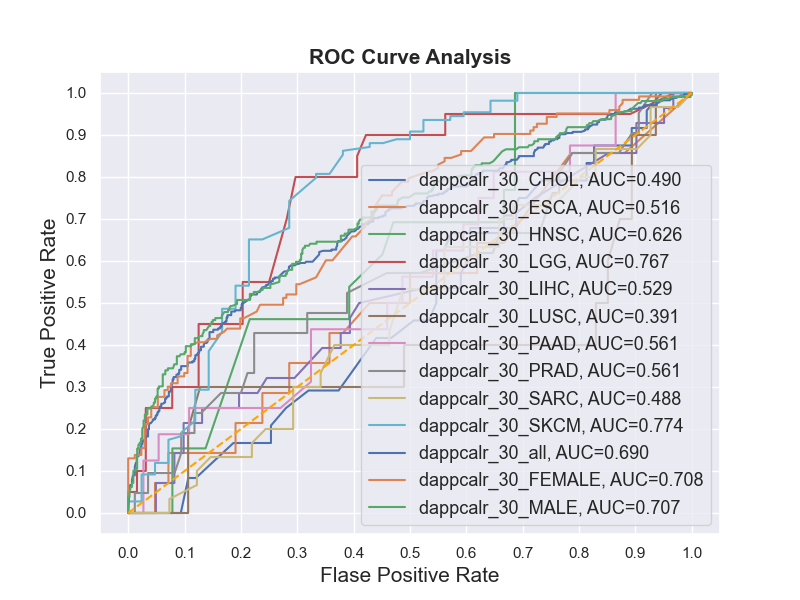 ROC Curve Analysis
True Positive Rate
1.0
0.9
0.8
0.7
0.6
0.5
0.4
0.3
0.2
0.1
0.0
dappcalr_30_CHOL, AUC=0.490
dappcalr_30_ESCA, AUC=0.516
dappcalr_30_HNSC, AUC=0.626
dappcalr_30_LGG, AUC=0.767
dappcalr_30_LIHC, AUC=0.529
dappcalr_30_LUSC, AUC=0.391
dappcalr_30_PAAD, AUC=0.561
dappcalr_30_PRAD, AUC=0.561
dappcalr_30_SARC, AUC=0.488
dappcalr_30_SKCM, AUC=0.774
dappcalr_30_all, AUC=0.690
dappcalr_30_FEMALE, AUC=0.708
dappcalr_30_MALE, AUC=0.707
0.0 0.1 0.2 0.3 0.4 0.5 0.6 0.7 0.8 0.9 1.0
Flase Positive Rate